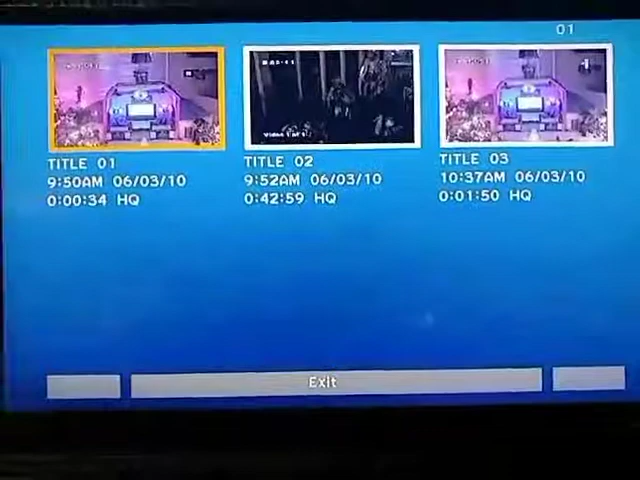 01
TITLE 01
9:50AM 06/03/10
0:00:34 HQ
TITLE 02
9:52AM 06/03/10
0:42:59 HQ
TITLE 03
10:37AM 06/03/10
0:01:50 HQ
Exit